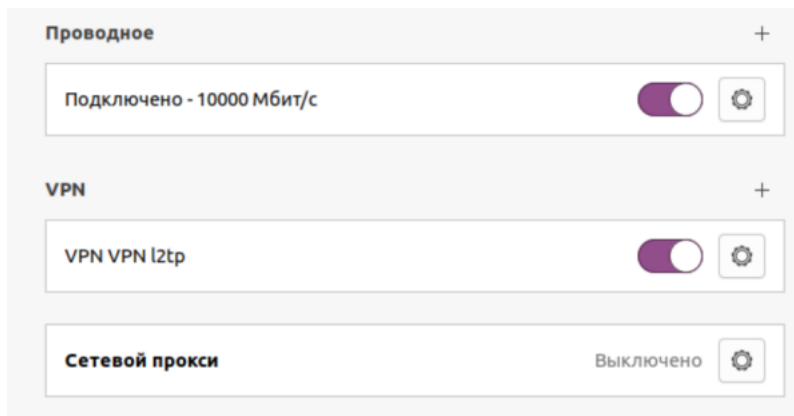 Проводное
Подключено - 10000 Мбит/с
VPN
VPN VPN l2tp
Сетевой прокси Выключено